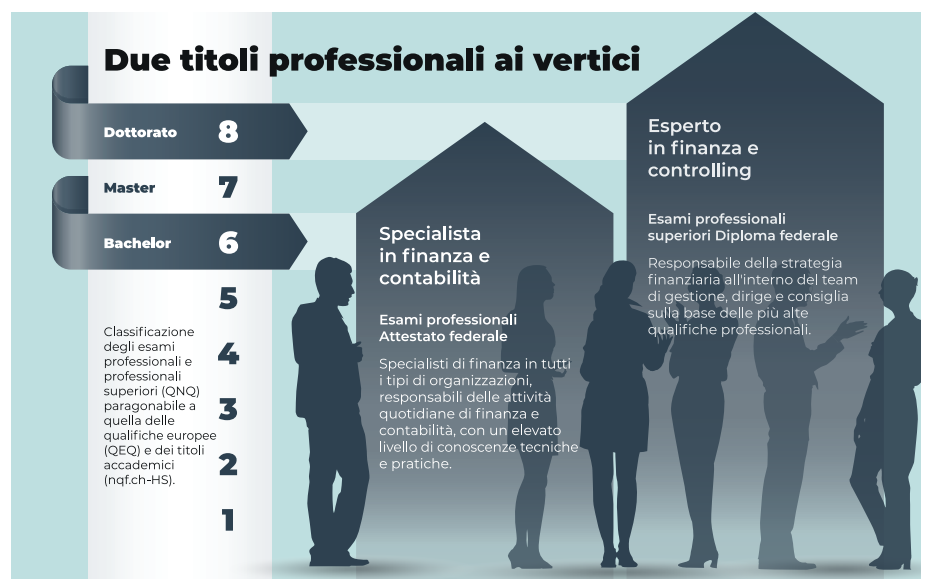 Due titoli professionali ai vertici
Dottorato 8
Master 7
Bachelor 6
5
4
3
2
1
Classificazione
degli esami
professionali e
professionali
superiori (QNQ)
paragonabile a
quella delle
qualifiche europee
(QEQ) e dei titoli
accademici
(nqf.ch-HS).
Specialista
in finanza e
contabilità
Esami professionali
Attestato federale
Specialisti di finanza in tutti
i tipi di organizzazioni,
responsabili delle attività
quotidiane di finanza e
contabilità, con un elevato
livello di conoscenze tecniche
e pratiche.
Esperto
in finanza e
controlling
Esami professionali
superiori Diploma federale
Responsabile della strategia
finanziaria all'interno del team
di gestione, dirige e consiglia
sulla base delle più alte
qualifiche professionali.